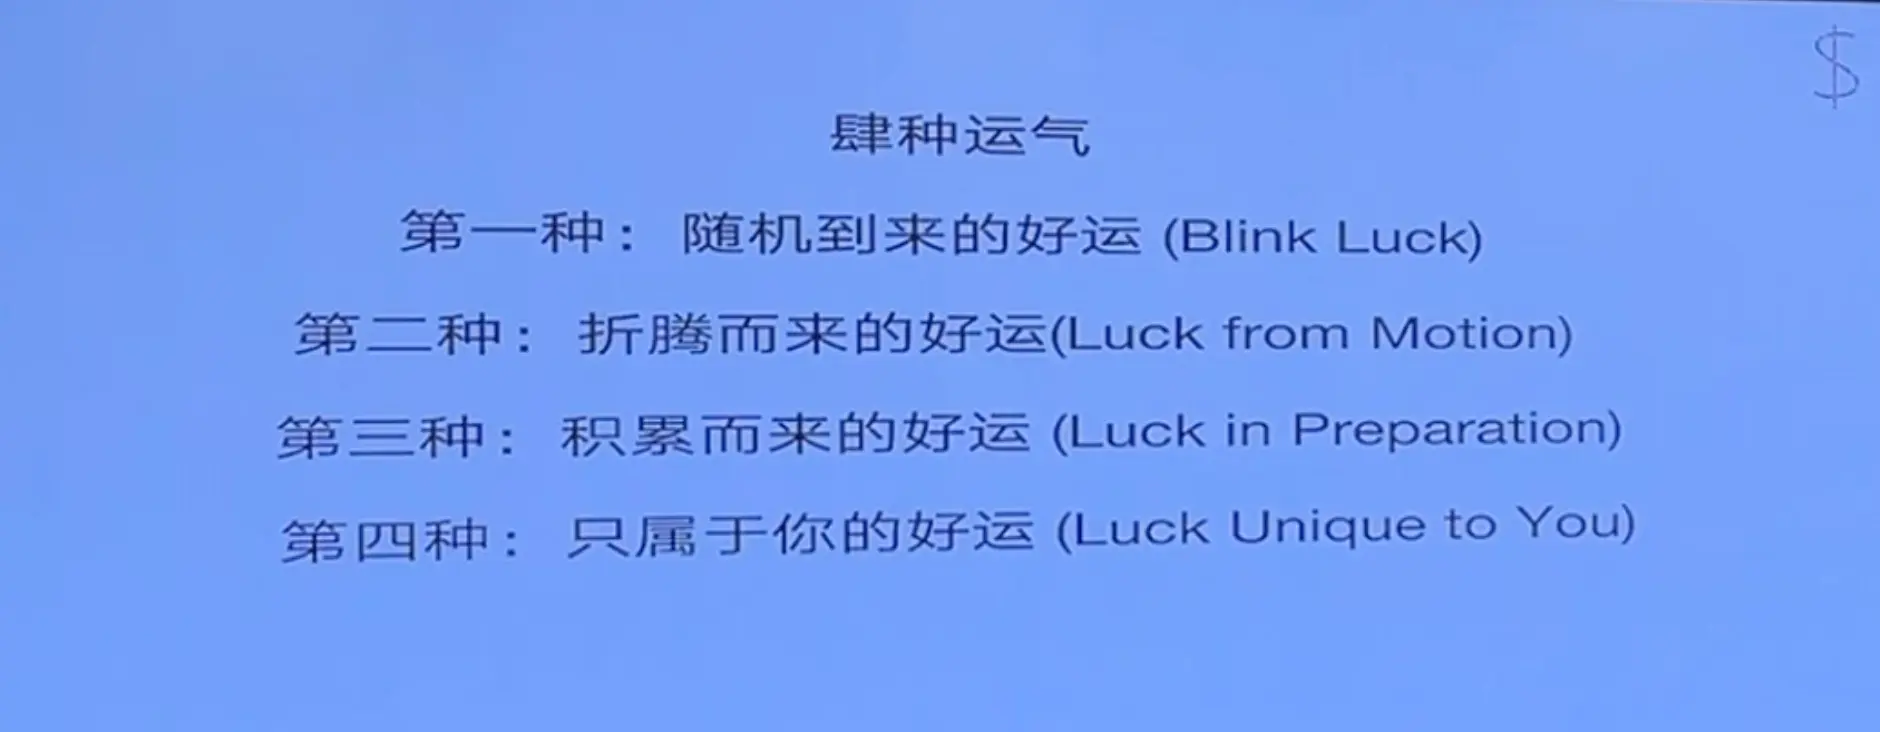 $
肆种运气
第一种： 随机到来的好运 (Blink Luck)
第二种： 折腾而来的好运(Luck from Motion)
第三种： 积累而来的好运 (Luck in Preparation)
第四种： 只属于你的好运 (Luck Unique to You)